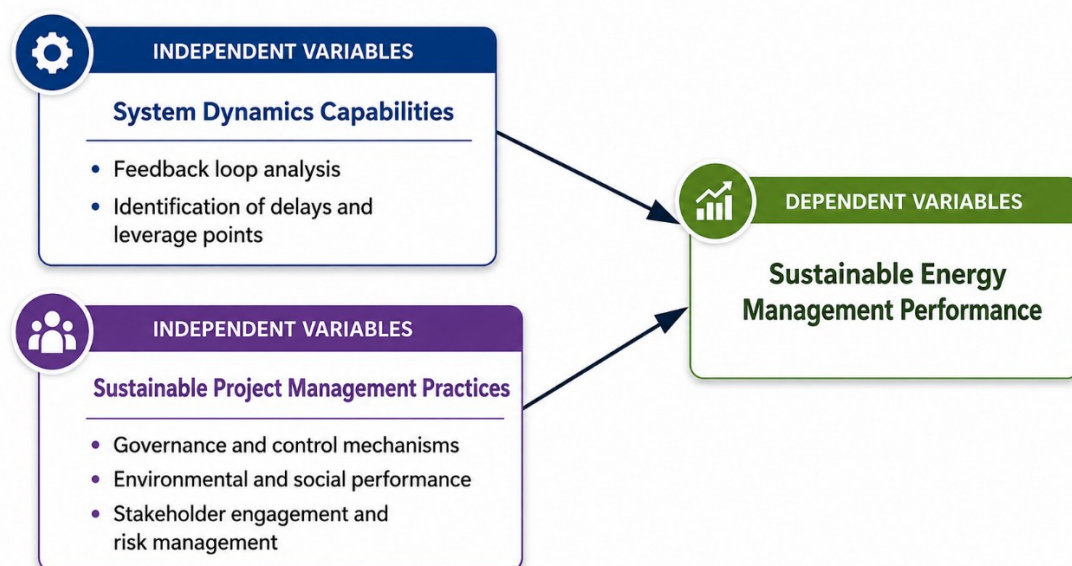 INDEPENDENT VARIABLES
System Dynamics Capabilities
• Feedback loop analysis
• Identification of delays and
leverage points
INDEPENDENT VARIABLES
Sustainable Project Management Practices
• Governance and control mechanisms
• Environmental and social performance
• Stakeholder engagement and
risk management
DEPENDENT VARIABLES
Sustainable Energy
Management Performance